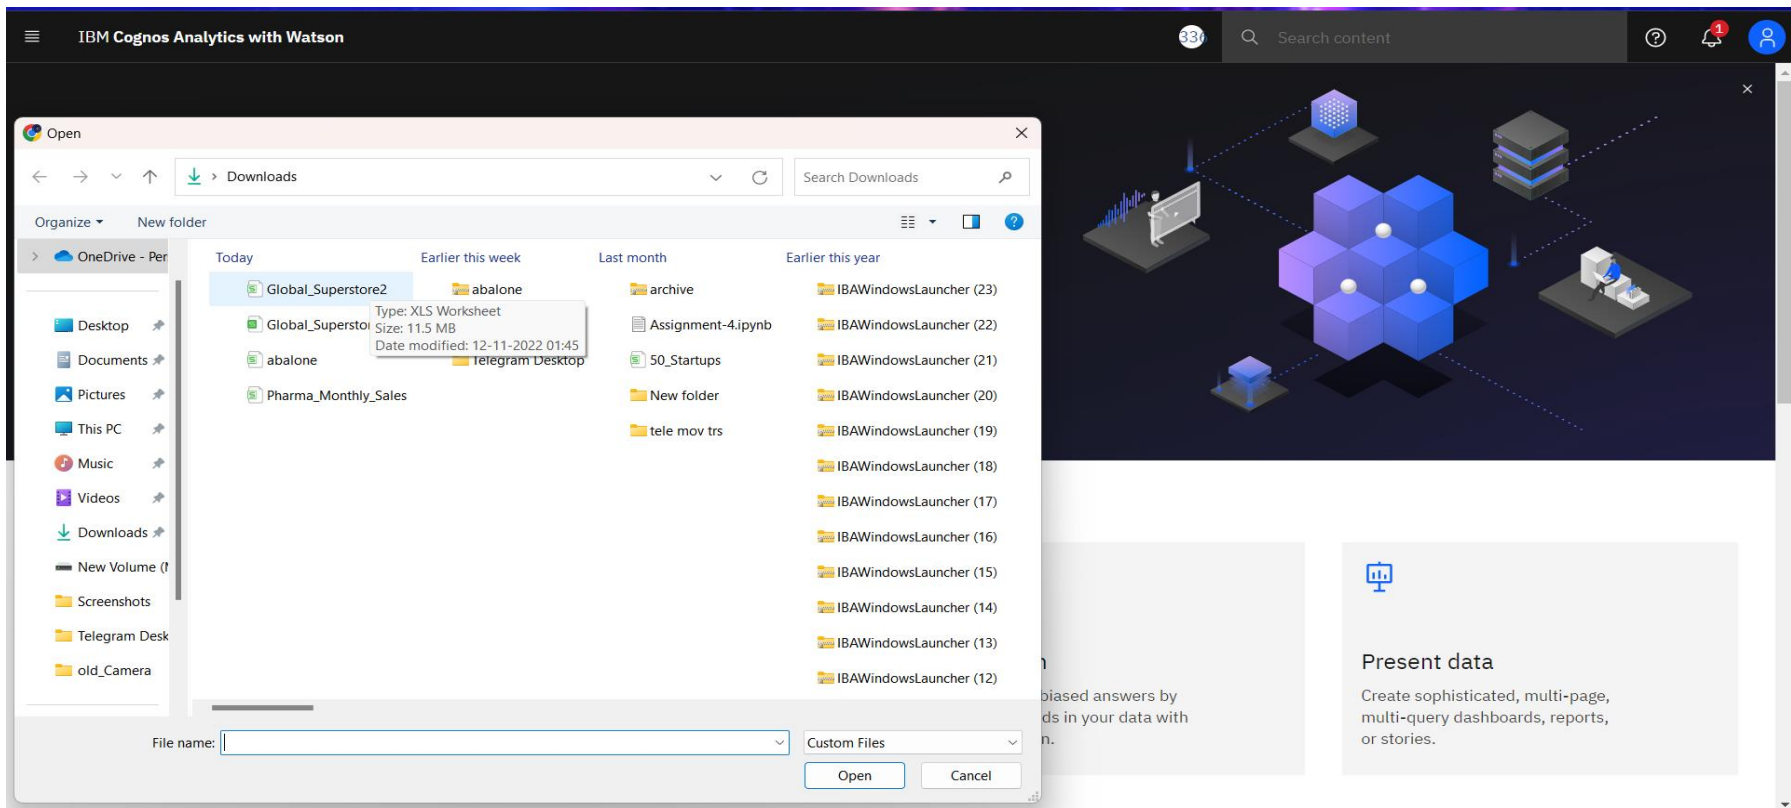 IBM Cognos Analytics with Watson
336
Search content
1
Open
Downloads
Search Downloads
Organize
New folder
OneDrive - Per
Desktop
Documents
Pictures
This PC
Music
Videos
Downloads
New Volume (
Screenshots
Telegram Desk
old_Camera
Today
Global_Superstore2
Global_Supersto
abalone
Pharma_Monthly_Sales
Type: XLS Worksheet
Size: 11.5 MB
Date modified: 12-11-2022 01:45
Earlier this week
abalone
Telegram Desktop
Last month
archive
Assignment-4.ipynb
50_Startups
New folder
tele mov trs
Earlier this year
IBAWindowsLauncher (23)
IBAWindowsLauncher (22)
IBAWindowsLauncher (21)
IBAWindowsLauncher (20)
IBAWindowsLauncher (19)
IBAWindowsLauncher (18)
IBAWindowsLauncher (17)
IBAWindowsLauncher (16)
IBAWindowsLauncher (15)
IBAWindowsLauncher (14)
IBAWindowsLauncher (13)
IBAWindowsLauncher (12)
File name:
Custom Files
Open
Cancel
n
biased answers by
ds in your data with
n.
Present data
Create sophisticated, multi-page,
multi-query dashboards, reports,
or stories.